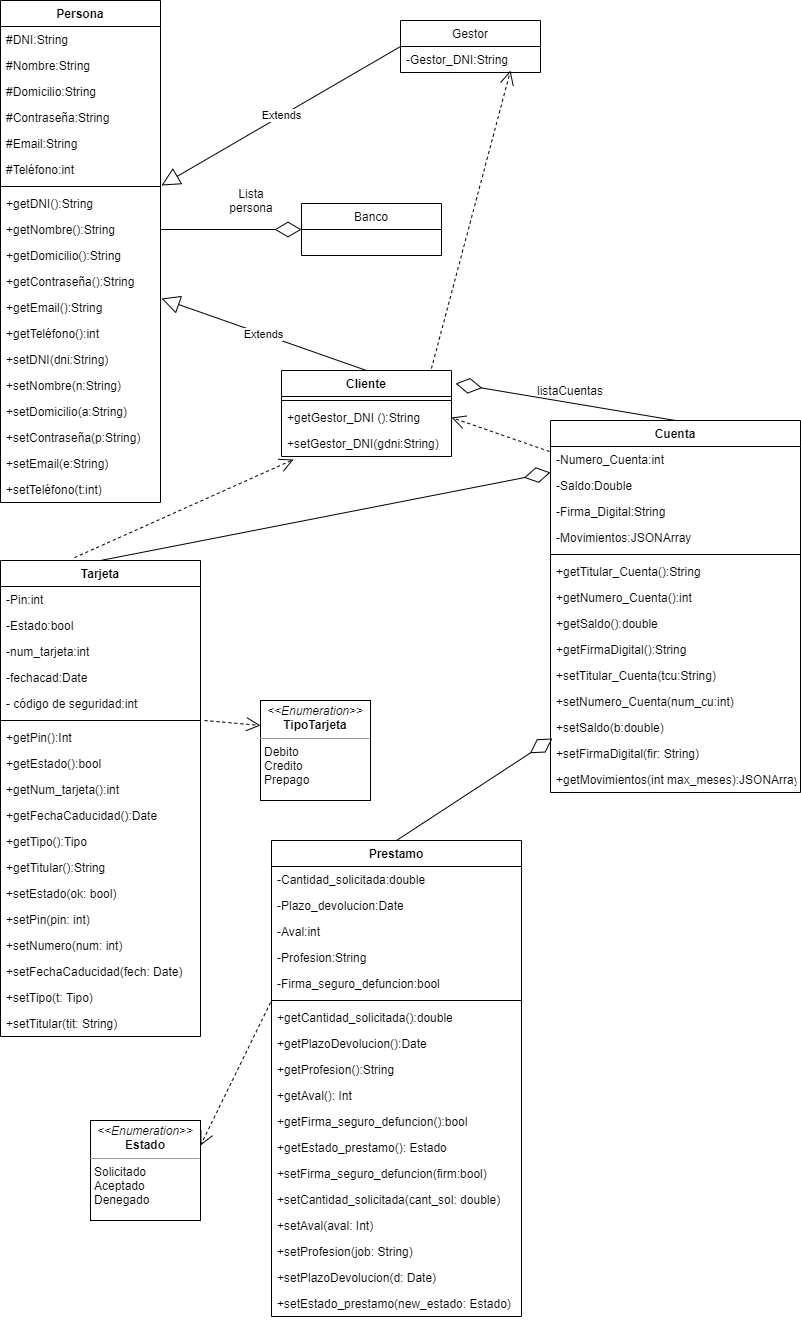 Persona
#DNI:String
#Nombre:String
#Domicilio:String
#Contraseña:String
#Email:String
#Teléfono:int
+getDNI():String
+getNombre():String
+getDomicilio():String
+getContraseña():String
+getEmail():String
+getTeléfono():int
+setDNI(dni:String)
+setNombre(n:String)
+setDomicilio(a:String)
+setContraseña(p:String)
+setEmail(e:String)
+setTeléfono(t:int)
Gestor
-Gestor_DNI:String
Extends
Lista
persona
Banco
Extends
Cliente
+getGestor_DNI ():String
+setGestor_DNI(gdni:String)
listaCuentas
Cuenta
-Numero_Cuenta:int
-Saldo:Double
-Firma_Digital:String
-Movimientos:JSONArray
+getTitular_Cuenta():String
+getNumero_Cuenta():int
+getSaldo():double
+getFirmaDigital():String
+setTitular_Cuenta(tcu:String)
+setNumero_Cuenta(num_cu:int)
+setSaldo(b:double)
+setFirmaDigital(fir: String)
+getMovimientos(int max_meses):JSONArray
Tarjeta
-Pin:int
-Estado:bool
-num_tarjeta:int
-fechacad:Date
- código de seguridad:int
+getPin():Int
+getEstado():bool
+getNum_tarjeta():int
+getFechaCaducidad():Date
+getTipo():Tipo
+getTitular():String
+setEstado(ok: bool)
+setPin(pin: int)
+setNumero(num: int)
+setFechaCaducidad(fech: Date)
+setTipo(t: Tipo)
+setTitular(tit: String)
<<Enumeration>>
TipoTarjeta
Debito
Credito
Prepago
Prestamo
-Cantidad_solicitada:double
-Plazo_devolucion:Date
-Aval:int
-Profesion:String
-Firma_seguro_defuncion:bool
+getCantidad_solicitada():double
+getPlazoDevolucion():Date
+getProfesion():String
+getAval(): Int
+getFirma_seguro_defuncion():bool
+getEstado_prestamo(): Estado
+setFirma_seguro_defuncion(firm:bool)
+setCantidad_solicitada(cant_sol: double)
+setAval(aval: Int)
+setProfesion(job: String)
+setPlazoDevolucion(d: Date)
+setEstado_prestamo(new_estado: Estado)
<<Enumeration>>
Estado
Solicitado
Aceptado
Denegado